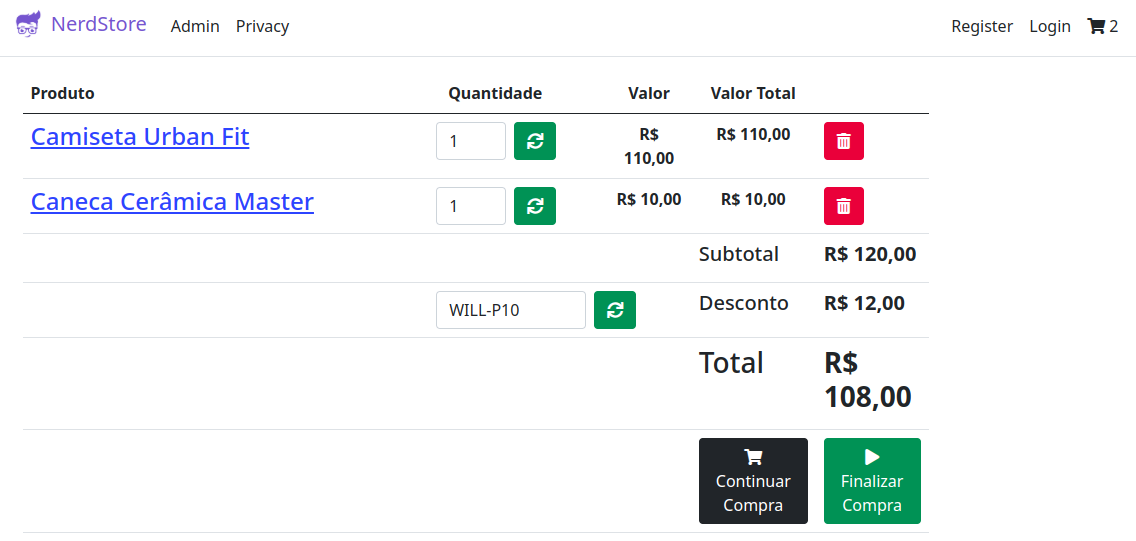 NerdStore Admin Privacy Register Login 2
Produto Quantidade Valor Valor Total
Camiseta Urban Fit 1 R$ 110,00 R$ 110,00
Caneca Cerâmica Master 1 R$ 10,00 R$ 10,00
Subtotal R$ 120,00
WILL-P10 Desconto R$ 12,00
Total R$ 108,00
Continuar Compra
Finalizar Compra